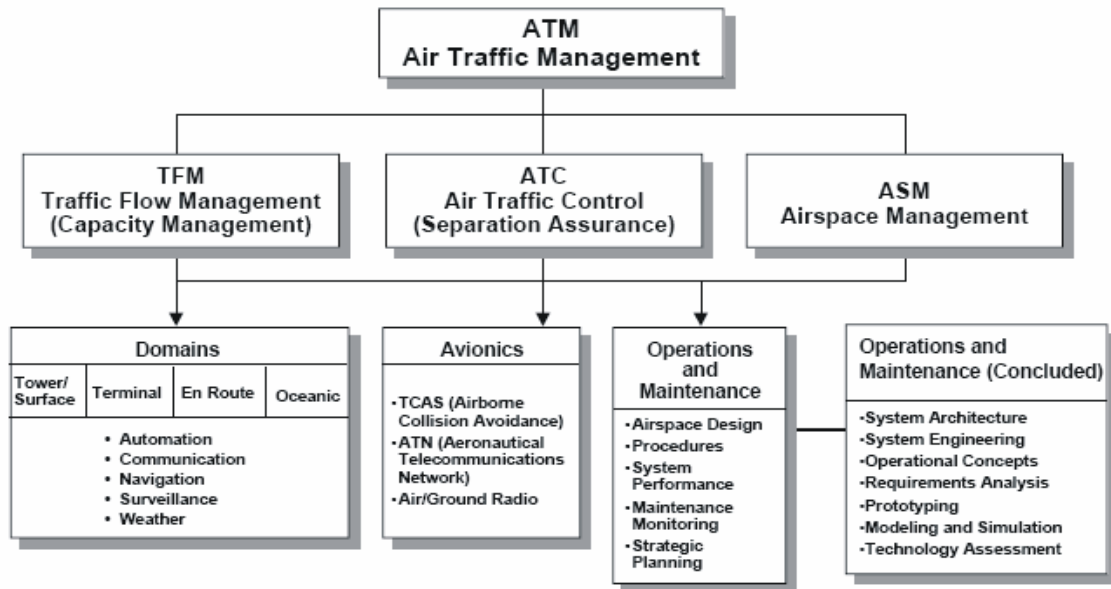 ATM
Air Traffic Management
TFM
Traffic Flow Management
(Capacity Management)
ATC
Air Traffic Control
(Separation Assurance)
ASM
Airspace Management
Domains
Tower/
Surface
Terminal
En Route
Oceanic
• Automation
• Communication
• Navigation
• Surveillance
• Weather
Avionics
•TCAS (Airborne
Collision Avoidance)
•ATN (Aeronautical
Telecommunications
Network)
•Air/Ground Radio
Operations
and
Maintenance
•Airspace Design
•Procedures
•System
Performance
•Maintenance
Monitoring
•Strategic
Planning
Operations and
Maintenance (Concluded)
•System Architecture
•System Engineering
•Operational Concepts
•Requirements Analysis
•Prototyping
•Modeling and Simulation
•Technology Assessment